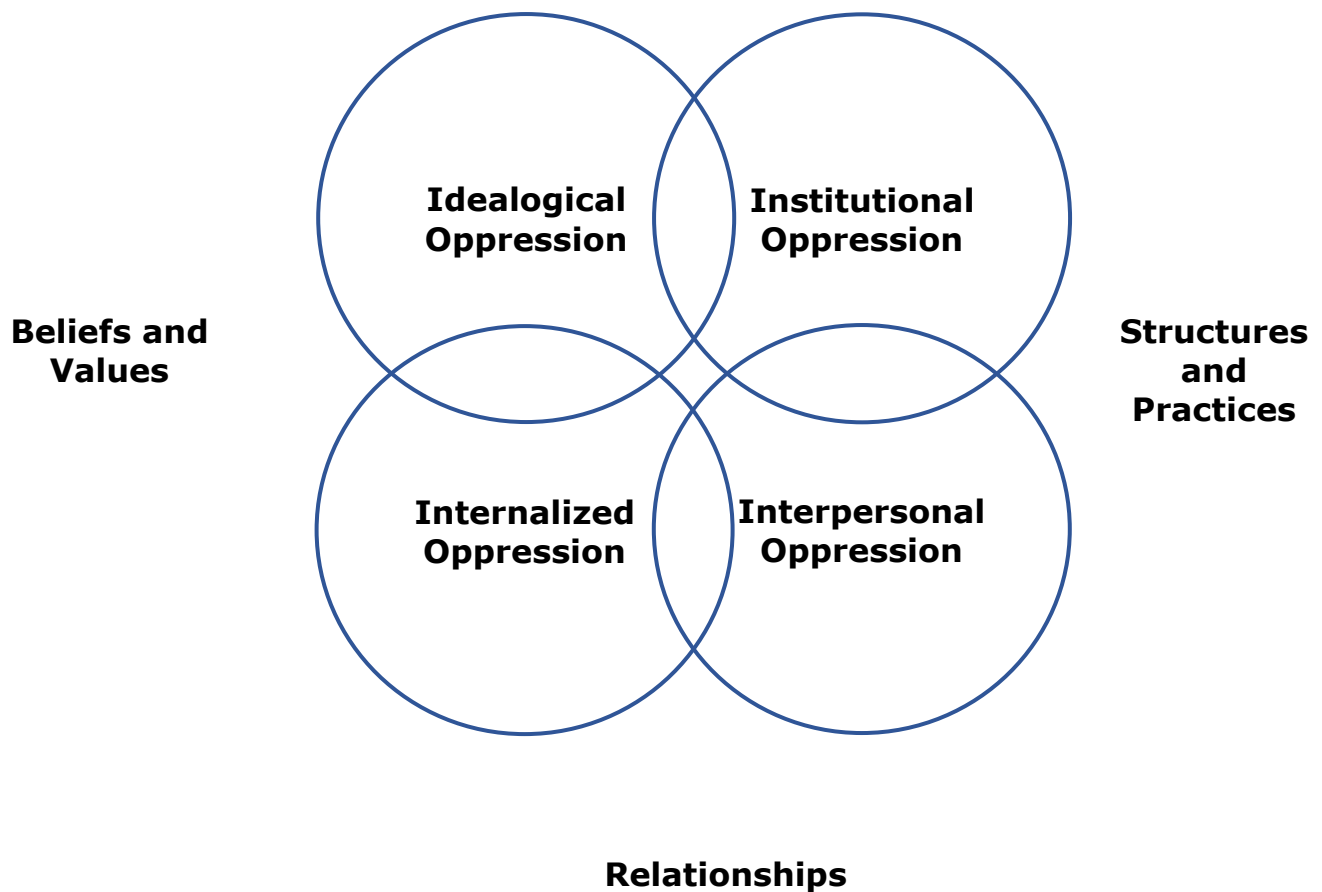 Idealogical
Oppression
Institutional
Oppression
Beliefs and
Values
Structures
and
Practices
Internalized
Oppression
Interpersonal
Oppression
Relationships